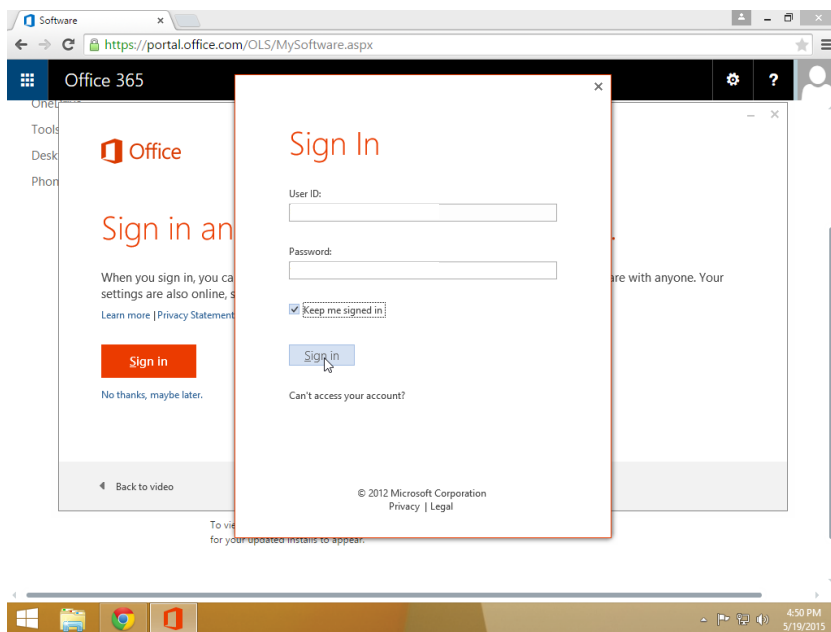 Software
https://portal.office.com/OLS/MySoftware.aspx
Office 365
?
Tools
Desk
Phon
Office
Sign in an
When you sign in, you ca
settings are also online, s
are with anyone. Your
Learn more | Privacy Statement
Sign in
No thanks, maybe later.
Back to video
Sign In
User ID:
Password:
Keep me signed in
Sign in
Can't access your account?
© 2012 Microsoft Corporation
Privacy | Legal
To vie
for your updated installs to appear.
4:50 PM
5/19/2015